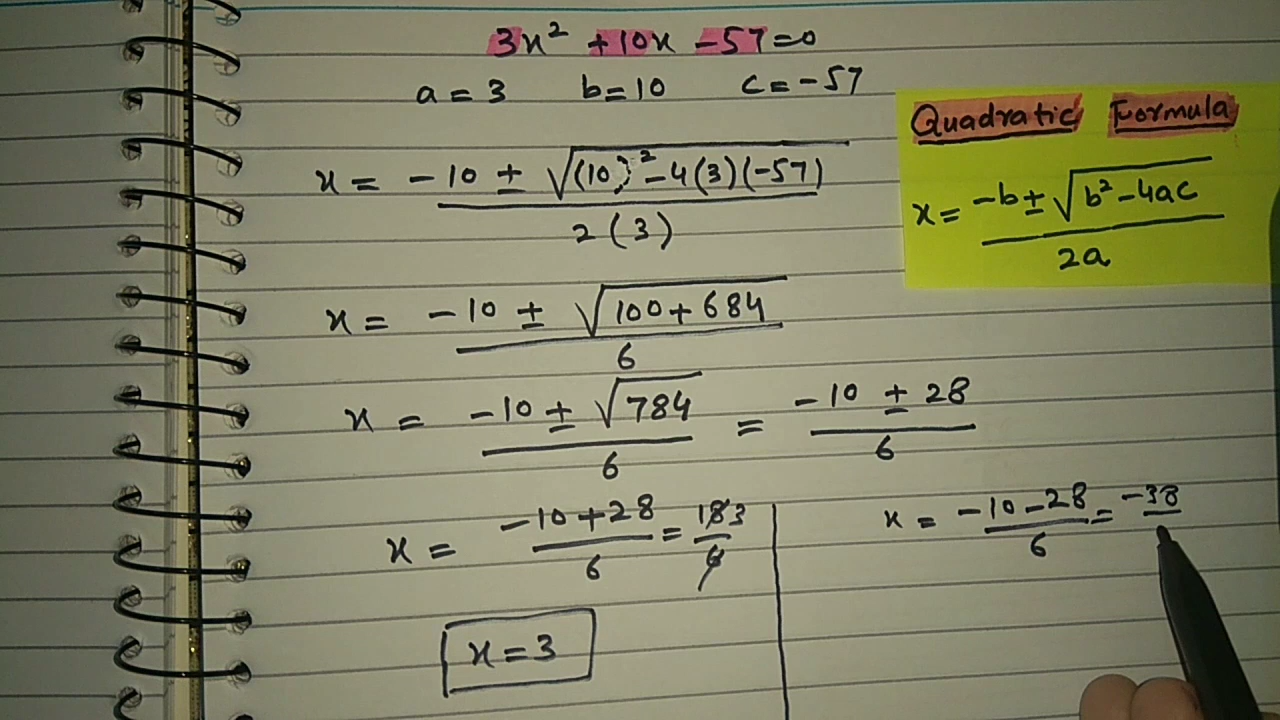 3x² + 10x - 57 = 0
a = 3 b = 10 c = -57
x = (-10 ± √((10)² - 4(3)(-57))) / 2(3)
x = (-10 ± √(100 + 684)) / 6
x = (-10 ± √784) / 6 = (-10 ± 28) / 6
x = (-10 + 28) / 6 = 18 3 / 6
x = 3
x = (-10 - 28) / 6 = -38
Quadratic Formula
x = (-b ± √(b² - 4ac)) / 2a